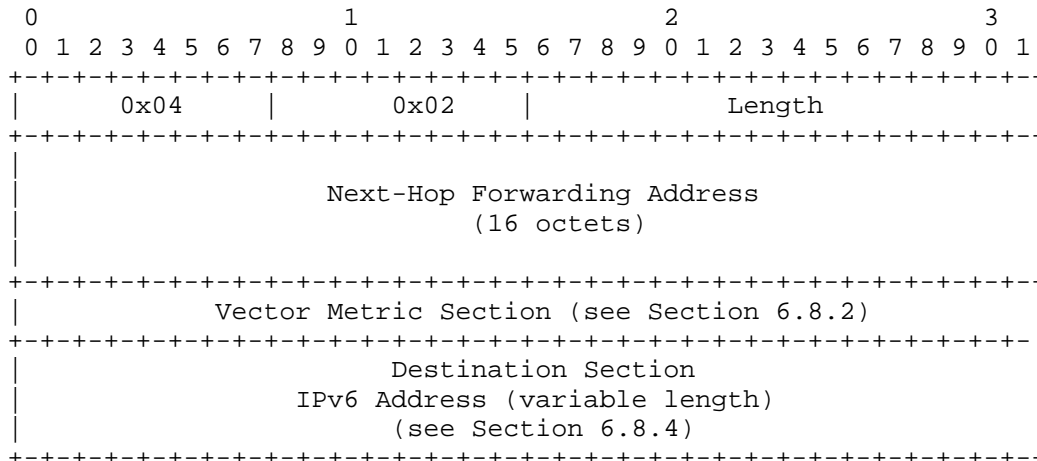 0                   1                   2                   3
0 1 2 3 4 5 6 7 8 9 0 1 2 3 4 5 6 7 8 9 0 1 2 3 4 5 6 7 8 9 0 1
+-+-+-+-+-+-+-+-+-+-+-+-+-+-+-+-+-+-+-+-+-+-+-+-+-+-+-+-+-+-+-+--
|      0x04     |       0x02    |            Length
+-+-+-+-+-+-+-+-+-+-+-+-+-+-+-+-+-+-+-+-+-+-+-+-+-+-+-+-+-+-+-+--
|
|                   Next-Hop Forwarding Address
|                            (16 octets)
|
+-+-+-+-+-+-+-+-+-+-+-+-+-+-+-+-+-+-+-+-+-+-+-+-+-+-+-+-+-+-+-+--
|            Vector Metric Section (see Section 6.8.2)
+-+-+-+-+-+-+-+-+-+-+-+-+-+-+-+-+-+-+-+-+-+-+-+-+-+-+-+-+-+-+-+-
|                       Destination Section
|                 IPv6 Address (variable length)
|                       (see Section 6.8.4)
+-+-+-+-+-+-+-+-+-+-+-+-+-+-+-+-+-+-+-+-+-+-+-+-+-+-+-+-+-+-+-+--